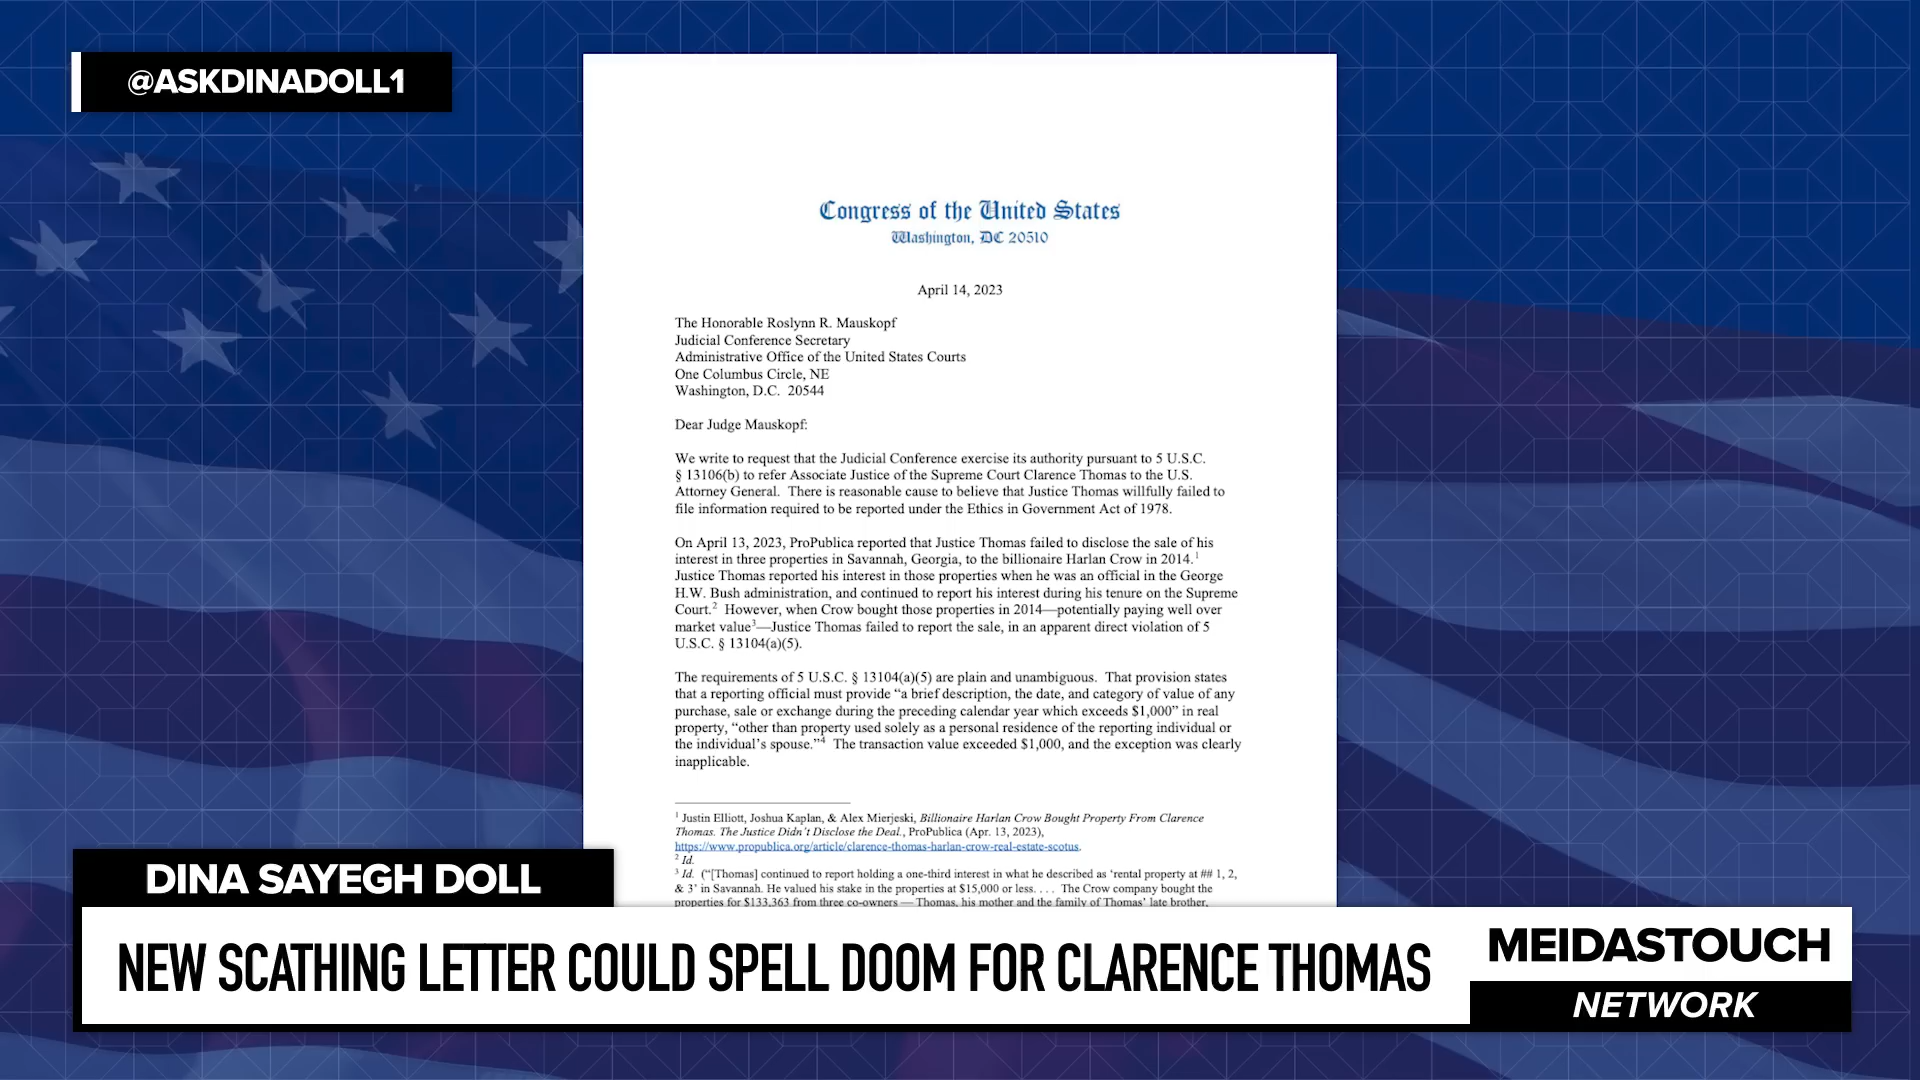 @ASKDINADOLL1
Congress of the United States
Washington, DC 20510
April 14, 2023
The Honorable Roslynn R. Mauskopf
Judicial Conference Secretary
Administrative Office of the United States Courts
One Columbus Circle, NE
Washington, D.C.  20544
Dear Judge Mauskopf:
We write to request that the Judicial Conference exercise its authority pursuant to 5 U.S.C.
§ 13106(b) to refer Associate Justice of the Supreme Court Clarence Thomas to the U.S.
Attorney General.  There is reasonable cause to believe that Justice Thomas willfully failed to
file information required to be reported under the Ethics in Government Act of 1978.
On April 13, 2023, ProPublica reported that Justice Thomas failed to disclose the sale of his
interest in three properties in Savannah, Georgia, to the billionaire Harlan Crow in 2014.1
Justice Thomas reported his interest in those properties when he was an official in the George
H.W. Bush administration, and continued to report his interest during his tenure on the Supreme
Court.2  However, when Crow bought those properties in 2014—potentially paying well over
market value3—Justice Thomas failed to report the sale, in an apparent direct violation of 5
U.S.C. § 13104(a)(5).
The requirements of 5 U.S.C. § 13104(a)(5) are plain and unambiguous.  That provision states
that a reporting official must provide “a brief description, the date, and category of value of any
purchase, sale or exchange during the preceding calendar year which exceeds $1,000” in real
property, “other than property used solely as a personal residence of the reporting individual or
the individual’s spouse.”4  The transaction value exceeded $1,000, and the exception was clearly
inapplicable.
1 Justin Elliott, Joshua Kaplan, & Alex Mierjeski, Billionaire Harlan Crow Bought Property From Clarence
Thomas. The Justice Didn’t Disclose the Deal., ProPublica (Apr. 13, 2023),
https://www.propublica.org/article/clarence-thomas-harlan-crow-real-estate-scotus.
2 Id.
3 Id.  (“[Thomas] continued to report holding a one-third interest in what he described as ‘rental property at ## 1, 2,
& 3’ in Savannah. He valued his stake in the properties at $15,000 or less. . . .  The Crow company bought the
properties for $133,363 from three co-owners — Thomas, his mother and the family of Thomas’ late brother,
DINA SAYEGH DOLL
NEW SCATHING LETTER COULD SPELL DOOM FOR CLARENCE THOMAS
MEIDASTOUCH
NETWORK